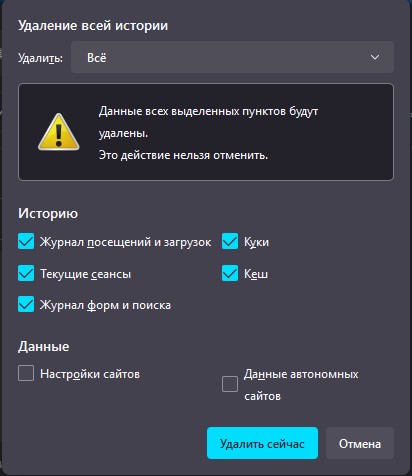 Удаление всей истории
Удалить: Всё
Данные всех выделенных пунктов будут
удалены.
Это действие нельзя отменить.
Историю
Журнал посещений и загрузок
Куки
Текущие сеансы
Кеш
Журнал форм и поиска
Данные
Настройки сайтов
Данные автономных
сайтов
Удалить сейчас
Отмена